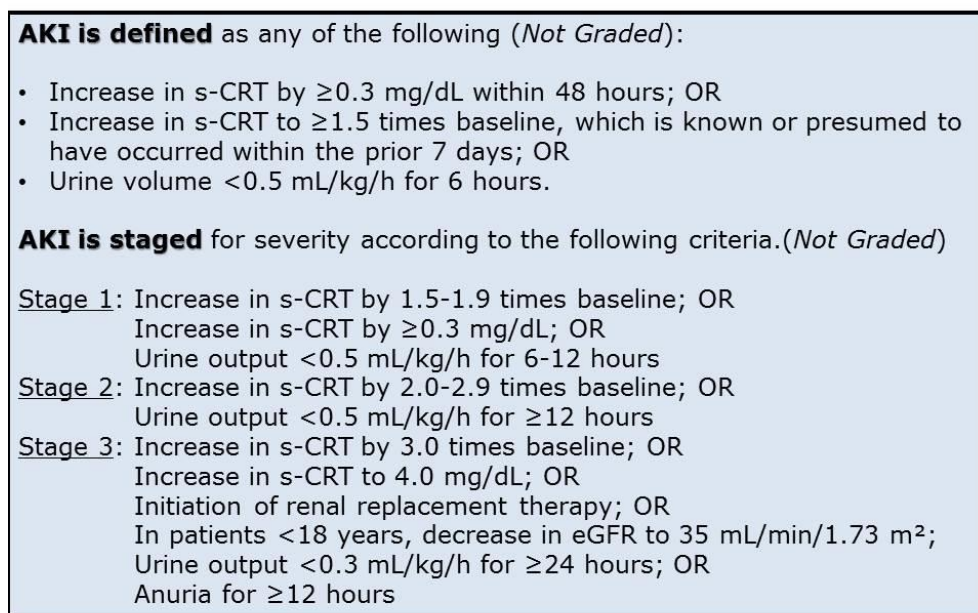 AKI is defined as any of the following (Not Graded):
• Increase in s-CRT by ≥0.3 mg/dL within 48 hours; OR
• Increase in s-CRT to ≥1.5 times baseline, which is known or presumed to
have occurred within the prior 7 days; OR
• Urine volume <0.5 mL/kg/h for 6 hours.
AKI is staged for severity according to the following criteria.(Not Graded)
Stage 1: Increase in s-CRT by 1.5-1.9 times baseline; OR
Increase in s-CRT by ≥0.3 mg/dL; OR
Urine output <0.5 mL/kg/h for 6-12 hours
Stage 2: Increase in s-CRT by 2.0-2.9 times baseline; OR
Urine output <0.5 mL/kg/h for ≥12 hours
Stage 3: Increase in s-CRT by 3.0 times baseline; OR
Increase in s-CRT to 4.0 mg/dL; OR
Initiation of renal replacement therapy; OR
In patients <18 years, decrease in eGFR to 35 mL/min/1.73 m²;
Urine output <0.3 mL/kg/h for ≥24 hours; OR
Anuria for ≥12 hours